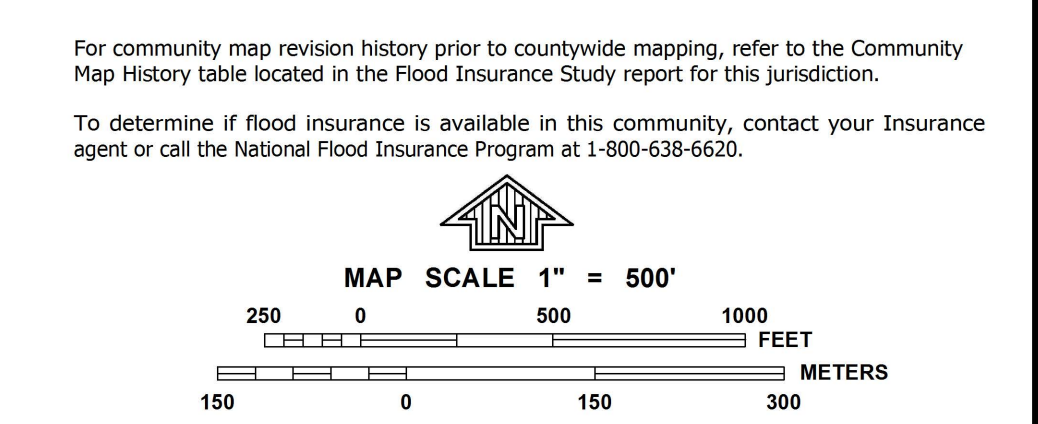 For community map revision history prior to countywide mapping, refer to the Community
Map History table located in the Flood Insurance Study report for this jurisdiction.
To determine if flood insurance is available in this community, contact your Insurance
agent or call the National Flood Insurance Program at 1-800-638-6620.
N
MAP SCALE 1" = 500'
250 0 500 1000
FEET
METERS
150 0 150 300